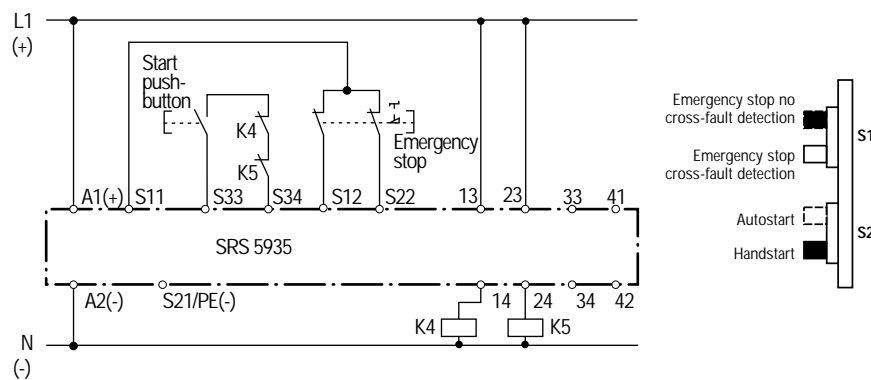 L1
(+)
Start
push-
button
K4
K5
Emergency
stop
A1(+)
S11
S33
S34
S12
S22
13
23
33
41
SRS 5935
A2(-)
S21/PE(-)
14
24
34
42
K4
K5
N
(-)
Emergency stop no
cross-fault detection
Emergency stop
cross-fault detection
S1
Autostart
Handstart
S2